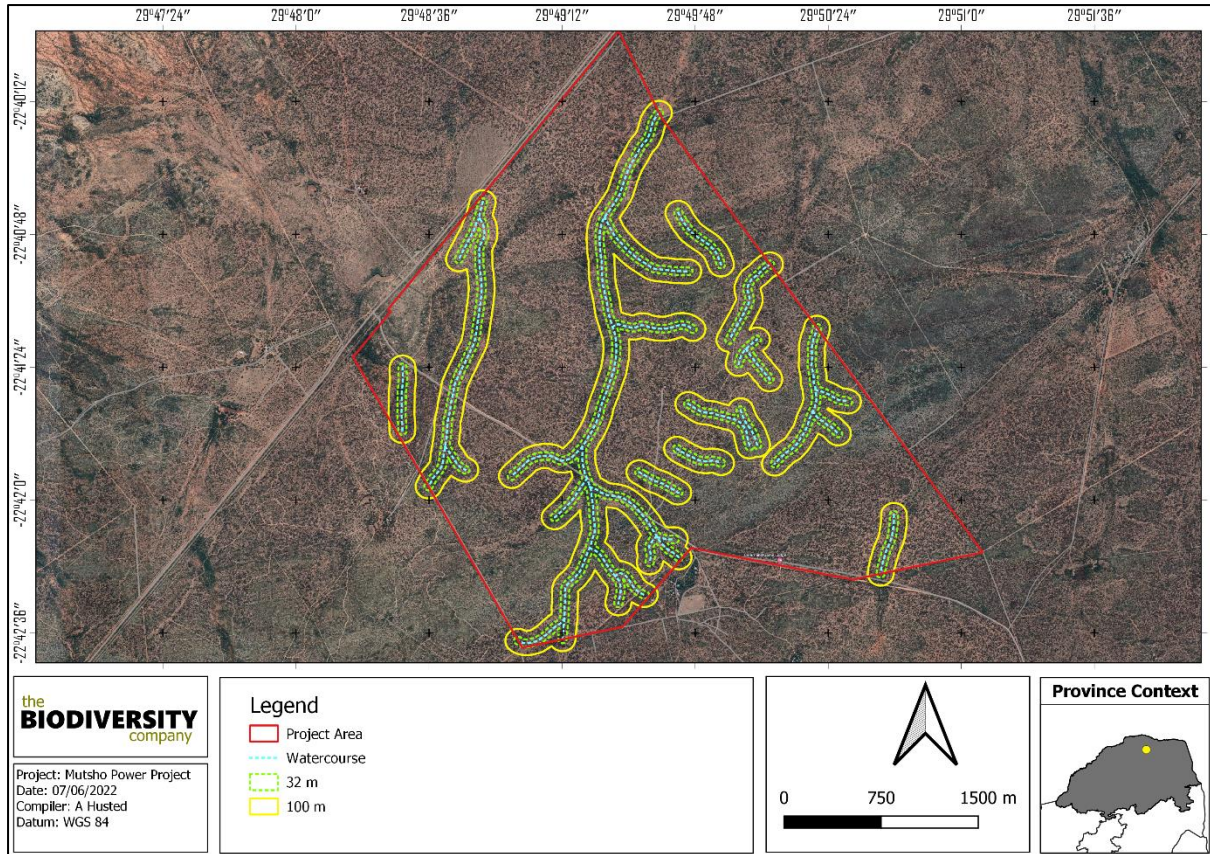 29°47'24"
29°48'0"
29°48'36"
29°49'12"
29°49'48"
29°50'24"
29°51'0"
29°51'36"
-22°40'12"
-22°40'48"
-22°41'24"
-22°42'0"
-22°42'36"
the
BIODIVERSITY
company
Project: Mutsho Power Project
Date: 07/06/2022
Compiler: A Husted
Datum: WGS 84
Legend
Project Area
Watercourse
32 m
100 m
0 750 1500 m
Province Context